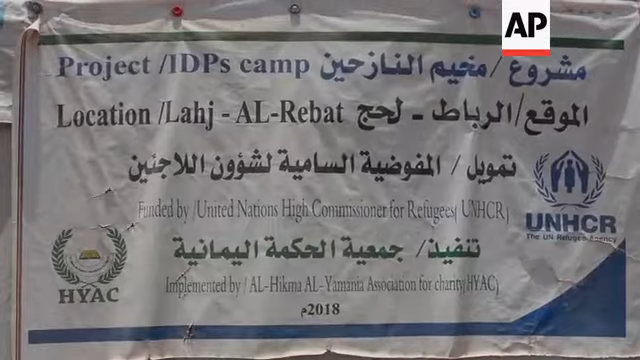 AP
Project /IDPs camp مشروع / مخيم النازحين
Location /Lahj - AL-Rebat الموقع/الرباط - لحج
تمويل / المفوضية السامية لشؤون اللاجئين
Funded by /United Nations High Commissioner for Refugees( UNHCR)
UNHCR
The UN Refugee Agency
تنفيذ/ جمعية الحكمة اليمانية
Implemented by / AL-Hikma AL-Yamania Association for charity( HYAC)
HYAC
2018م